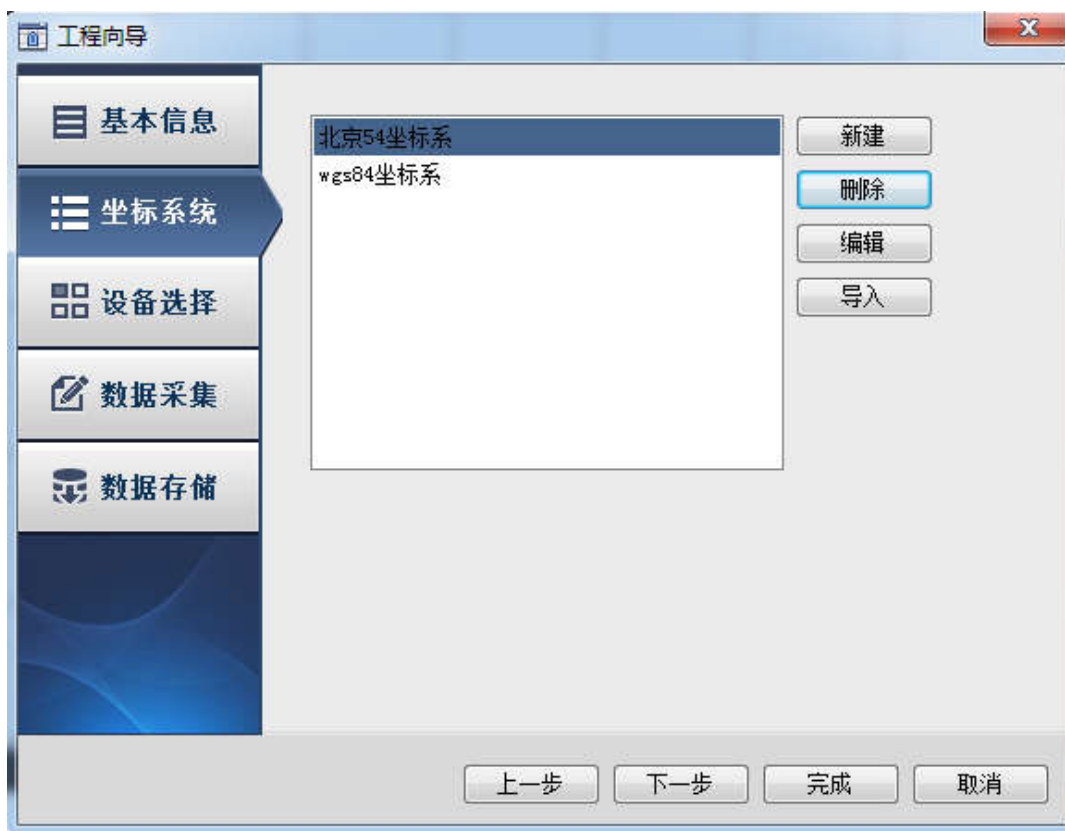 工程向导
基本信息
坐标系统
设备选择
数据采集
数据存储
北京54坐标系
wgs84坐标系
新建
删除
编辑
导入
上一步
下一步
完成
取消